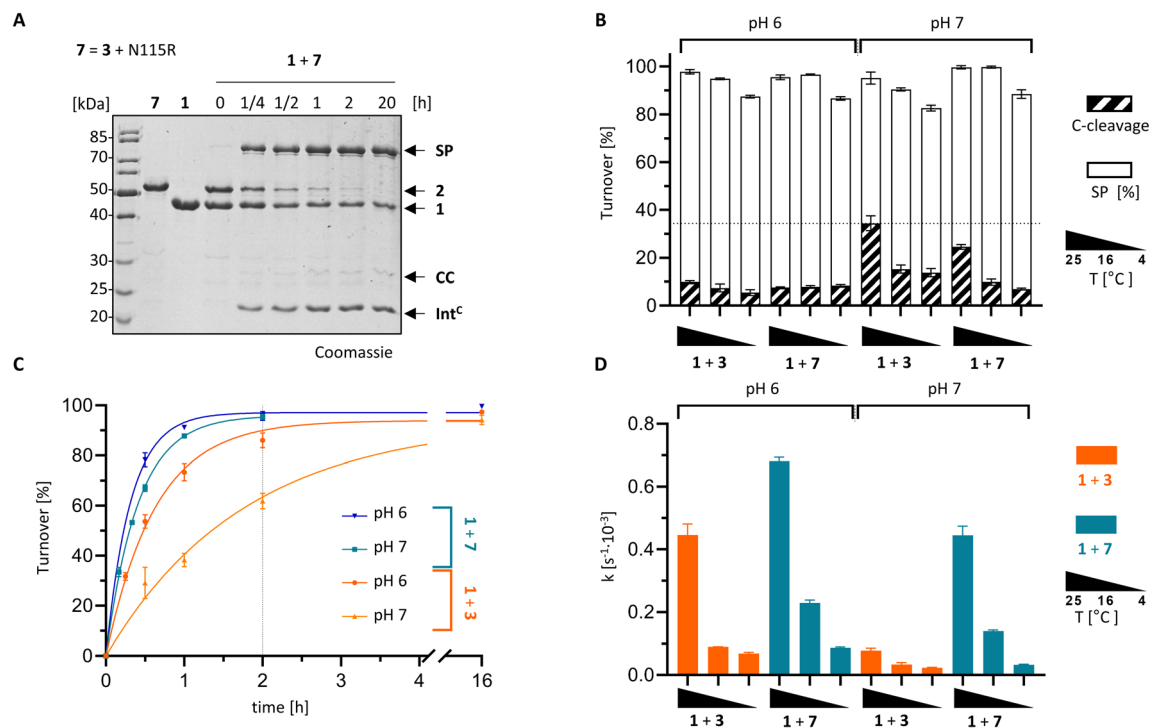 A
7 = 3 + N115R
1 + 7
[kDa] 7 1 0 1/4 1/2 1 2 20 [h]
85
70
50
40
30
25
20
SP
2
1
CC
Int^C
Coomassie
B
pH 6 pH 7
Turnover [%]
100
80
60
40
20
0
1 + 3 1 + 7 1 + 3 1 + 7
C-cleavage
SP [%]
25 16 4
T [°C]
C
Turnover [%]
100
80
60
40
20
0
0 1 2 3 4 16
time [h]
pH 6
pH 7
pH 6
pH 7
1 + 7
1 + 3
D
pH 6 pH 7
k [s⁻¹·10⁻³]
0.8
0.6
0.4
0.2
0.0
1 + 3 1 + 7 1 + 3 1 + 7
1 + 3
1 + 7
25 16 4
T [°C]